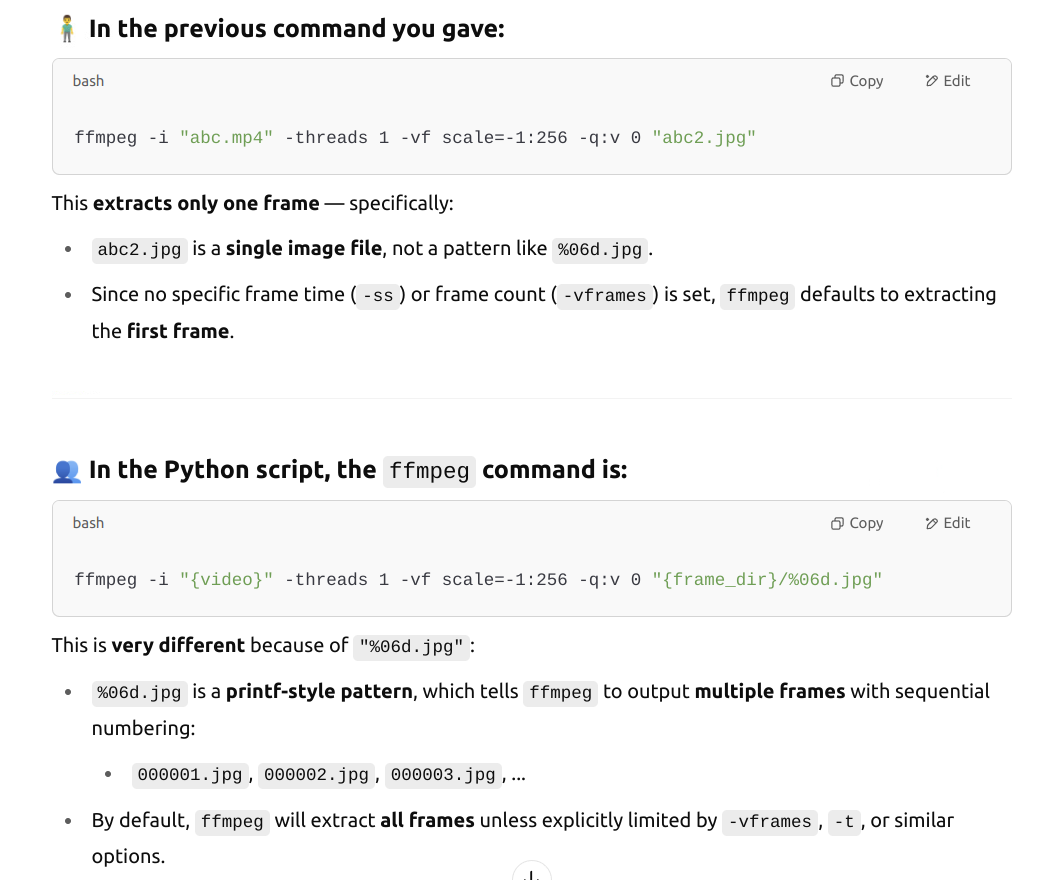 In the previous command you gave:
bash
Copy
Edit
ffmpeg -i "abc.mp4" -threads 1 -vf scale=-1:256 -q:v 0 "abc2.jpg"
This extracts only one frame — specifically:
• abc2.jpg is a single image file, not a pattern like %06d.jpg.
• Since no specific frame time (-ss) or frame count (-vframes) is set, ffmpeg defaults to extracting
the first frame.
In the Python script, the ffmpeg command is:
bash
Copy
Edit
ffmpeg -i "{video}" -threads 1 -vf scale=-1:256 -q:v 0 "{frame_dir}/%06d.jpg"
This is very different because of "%06d.jpg":
• %06d.jpg is a printf-style pattern, which tells ffmpeg to output multiple frames with sequential
numbering:
• 000001.jpg, 000002.jpg, 000003.jpg, ...
• By default, ffmpeg will extract all frames unless explicitly limited by -vframes, -t, or similar
options.